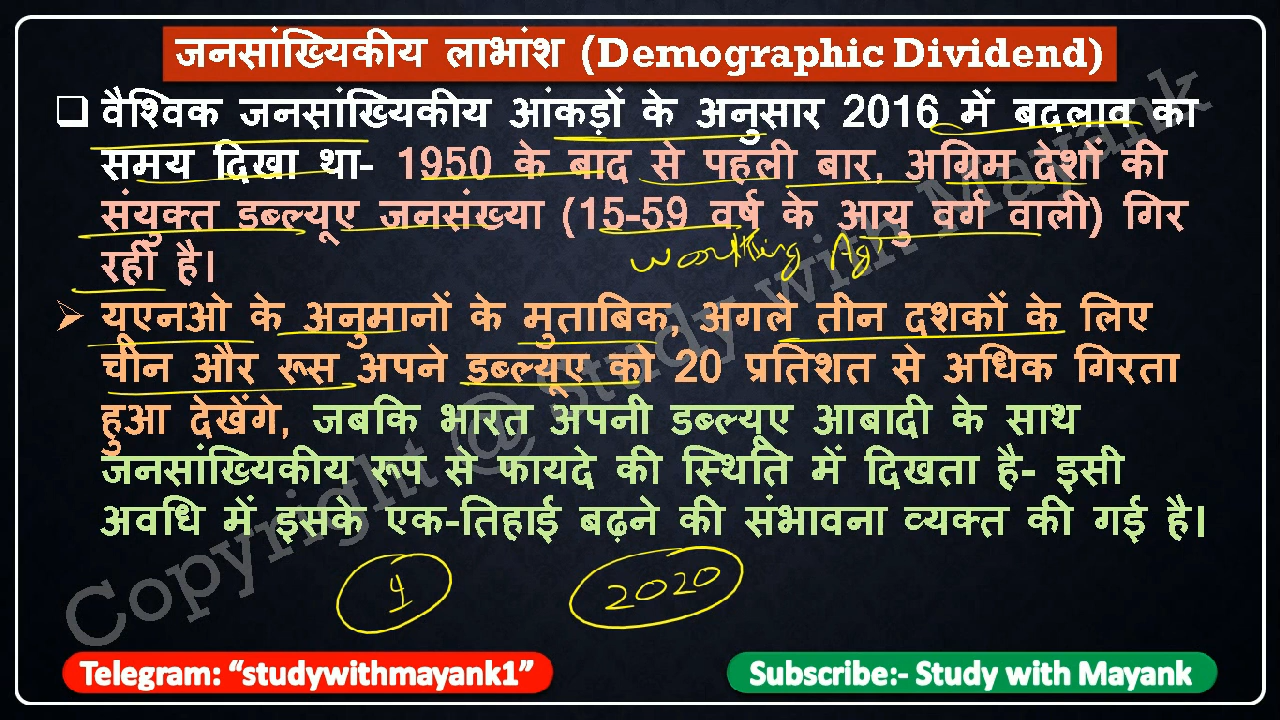 जनसांख्यिकीय लाभांश (Demographic Dividend)
❑ वैश्विक जनसांख्यिकीय आंकड़ों के अनुसार 2016 में बदलाव का
समय दिखा था- 1950 के बाद से पहली बार, अग्रिम देशों की
संयुक्त डब्ल्यूए जनसंख्या (15-59 वर्ष के आयु वर्ग वाली) गिर
रही है।
➢ यूएनओ के अनुमानों के मुताबिक, अगले तीन दशकों के लिए
चीन और रूस अपने डब्ल्यूए को 20 प्रतिशत से अधिक गिरता
हुआ देखेंगे, जबकि भारत अपनी डब्ल्यूए आबादी के साथ
जनसांख्यिकीय रूप से फायदे की स्थिति में दिखता है- इसी
अवधि में इसके एक-तिहाई बढ़ने की संभावना व्यक्त की गई है।
2020
Copyright @ Study with Mayank
Telegram: “studywithmayank1”
Subscribe:- Study with Mayank